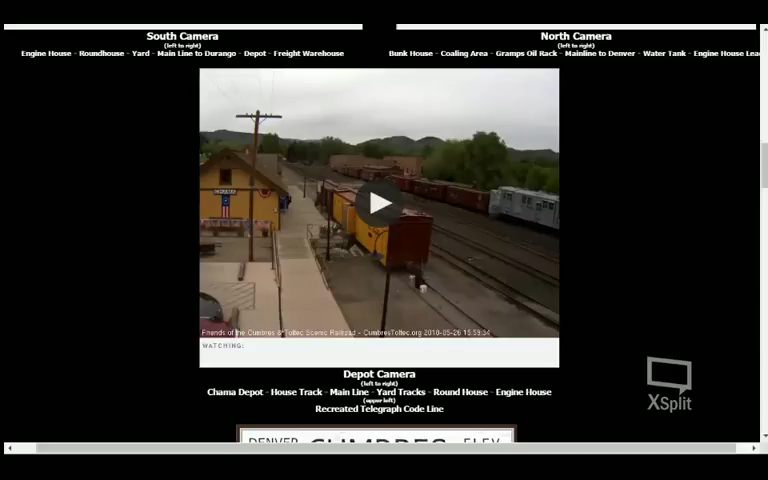 South Camera
(left to right)
Engine House - Roundhouse - Yard - Main Line to Durango - Depot - Freight Warehouse
North Camera
(left to right)
Bunk House - Coaling Area - Gramps Oil Rack - Mainline to Denver - Water Tank - Engine House Lea
CHAMA
Friends of the Cumbres & Toltec Scenic Railroad - CumbresToltec.org 2018-05-26 15:59:34
WATCHING:
Depot Camera
(left to right)
Chama Depot - House Track - Main Line - Yard Tracks - Round House - Engine House
(upper left)
Recreated Telegraph Code Line
XSplit
DENVER CUMBRES ELEV